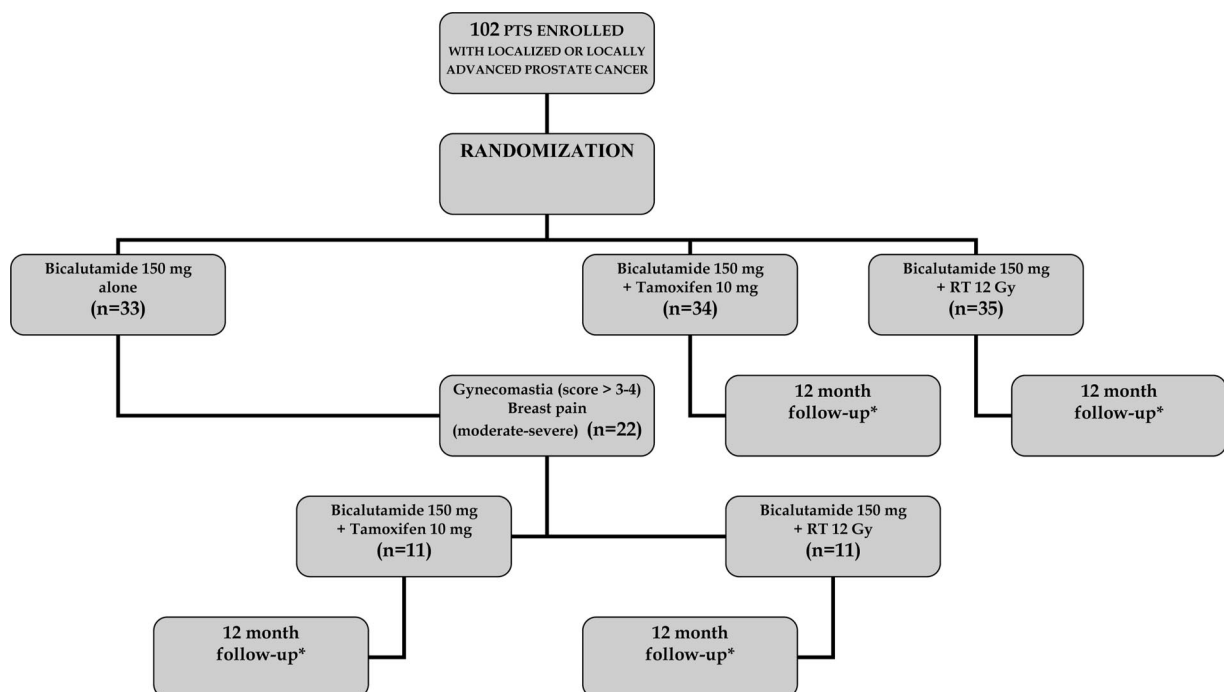 102 PTS ENROLLED
WITH LOCALIZED OR LOCALLY
ADVANCED PROSTATE CANCER
RANDOMIZATION
Bicalutamide 150 mg
alone
(n=33)
Bicalutamide 150 mg
+ Tamoxifen 10 mg
(n=34)
Bicalutamide 150 mg
+ RT 12 Gy
(n=35)
Gynecomastia (score > 3-4)
Breast pain
(moderate-severe) (n=22)
12 month
follow-up*
12 month
follow-up*
Bicalutamide 150 mg
+ Tamoxifen 10 mg
(n=11)
Bicalutamide 150 mg
+ RT 12 Gy
(n=11)
12 month
follow-up*
12 month
follow-up*